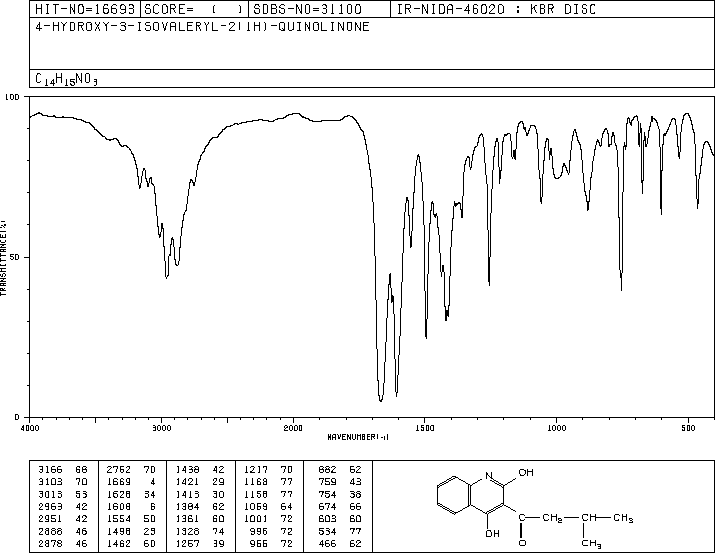 HIT-NO=16693 SCORE= ( ) SDBS-NO=31100 IR-NIDA-46020 : KBR DISC
4-HYDROXY-3-ISOVALERYL-2(1H)-QUINOLINONE
C14H15NO3
100
50
0
TRANSMITTANCE(%)
4000 3000 2000 1500 1000 500
WAVENUMBER(-1)
3166 68 2762 70 1438 42 1217 70 882 62
3103 70 1669 4 1421 29 1168 77 759 43
3013 53 1628 34 1413 30 1158 77 754 38
2963 42 1608 6 1384 62 1059 64 674 66
2951 42 1554 50 1361 60 1001 72 603 60
2888 46 1498 23 1328 74 996 72 534 77
2878 46 1462 60 1257 39 966 72 466 62
N OH
CH2 CH CH3
OH O CH3